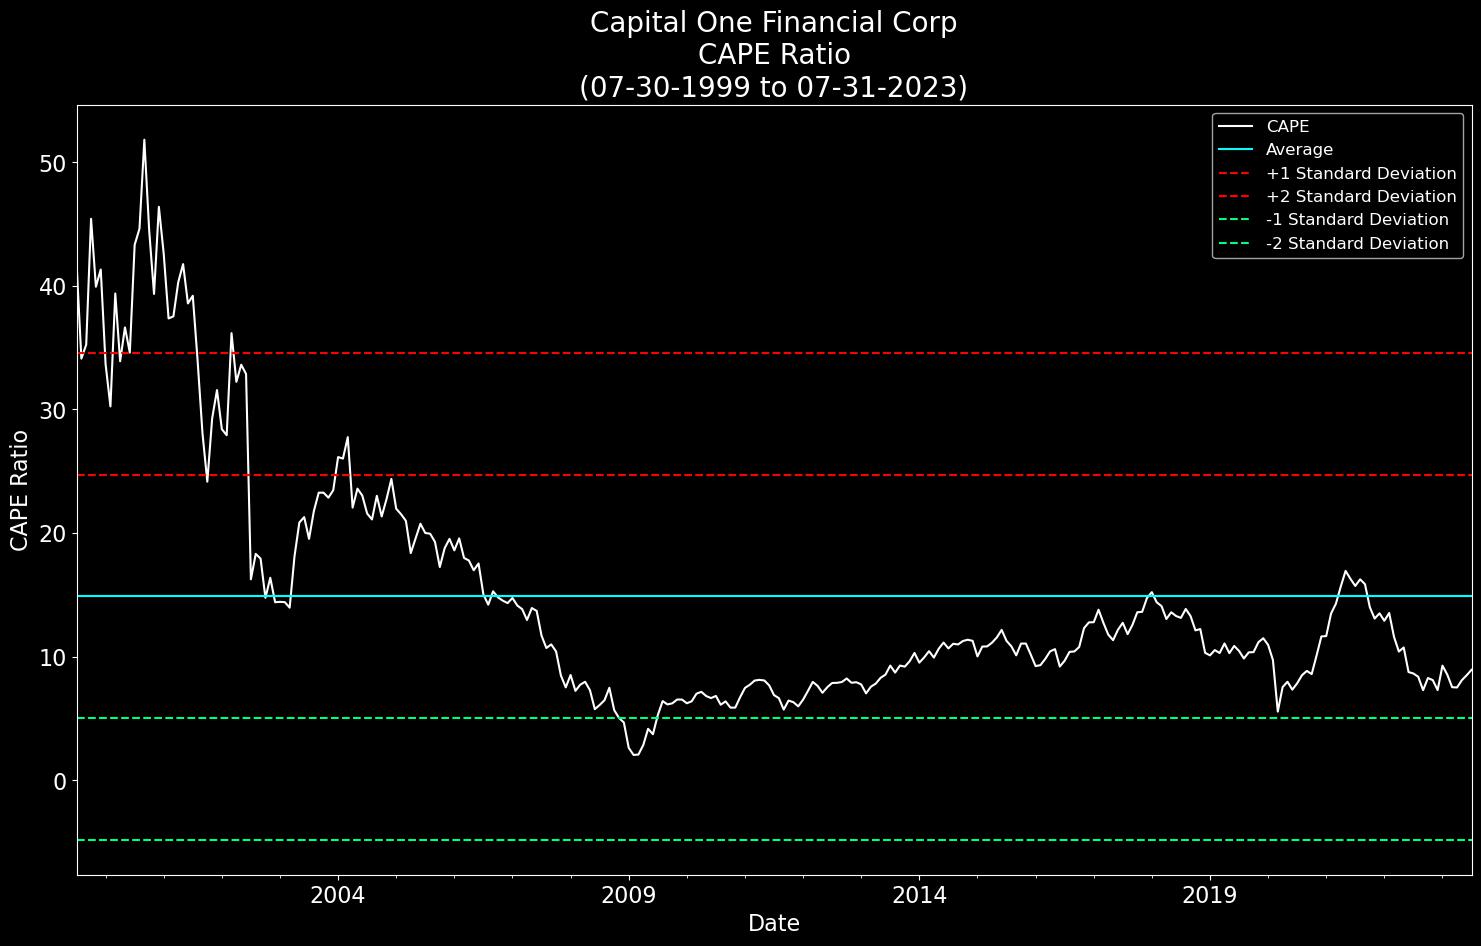 Capital One Financial Corp
CAPE Ratio
(07-30-1999 to 07-31-2023)
CAPE
Average
+1 Standard Deviation
+2 Standard Deviation
-1 Standard Deviation
-2 Standard Deviation
50
40
30
20
10
0
CAPE Ratio
2004
2009
2014
2019
Date